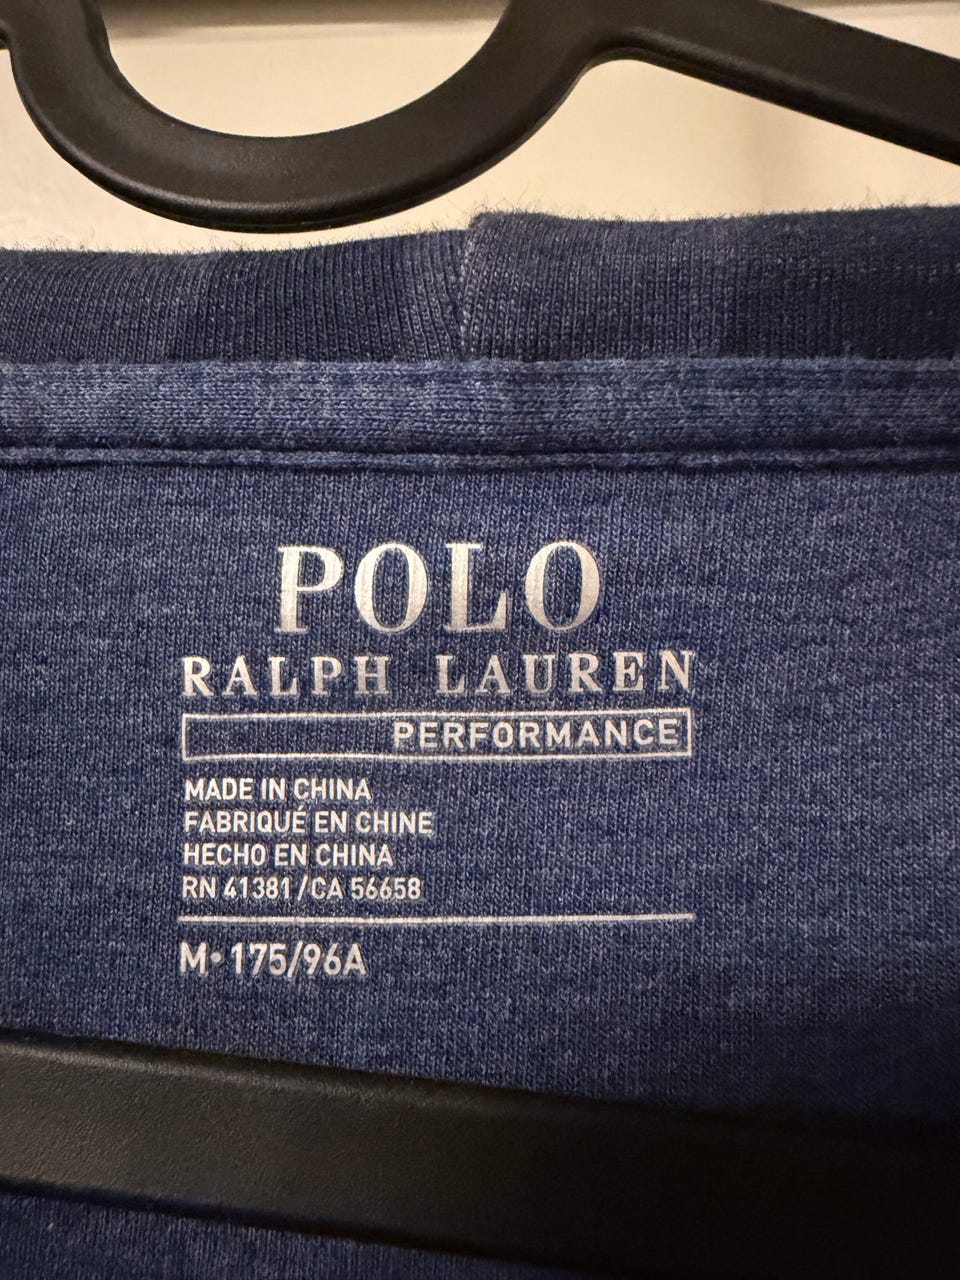 POLO
RALPH LAUREN
PERFORMANCE
MADE IN CHINA
FABRIQUÉ EN CHINE
HECHO EN CHINA
RN 41381/CA 56658
M• 175/96A